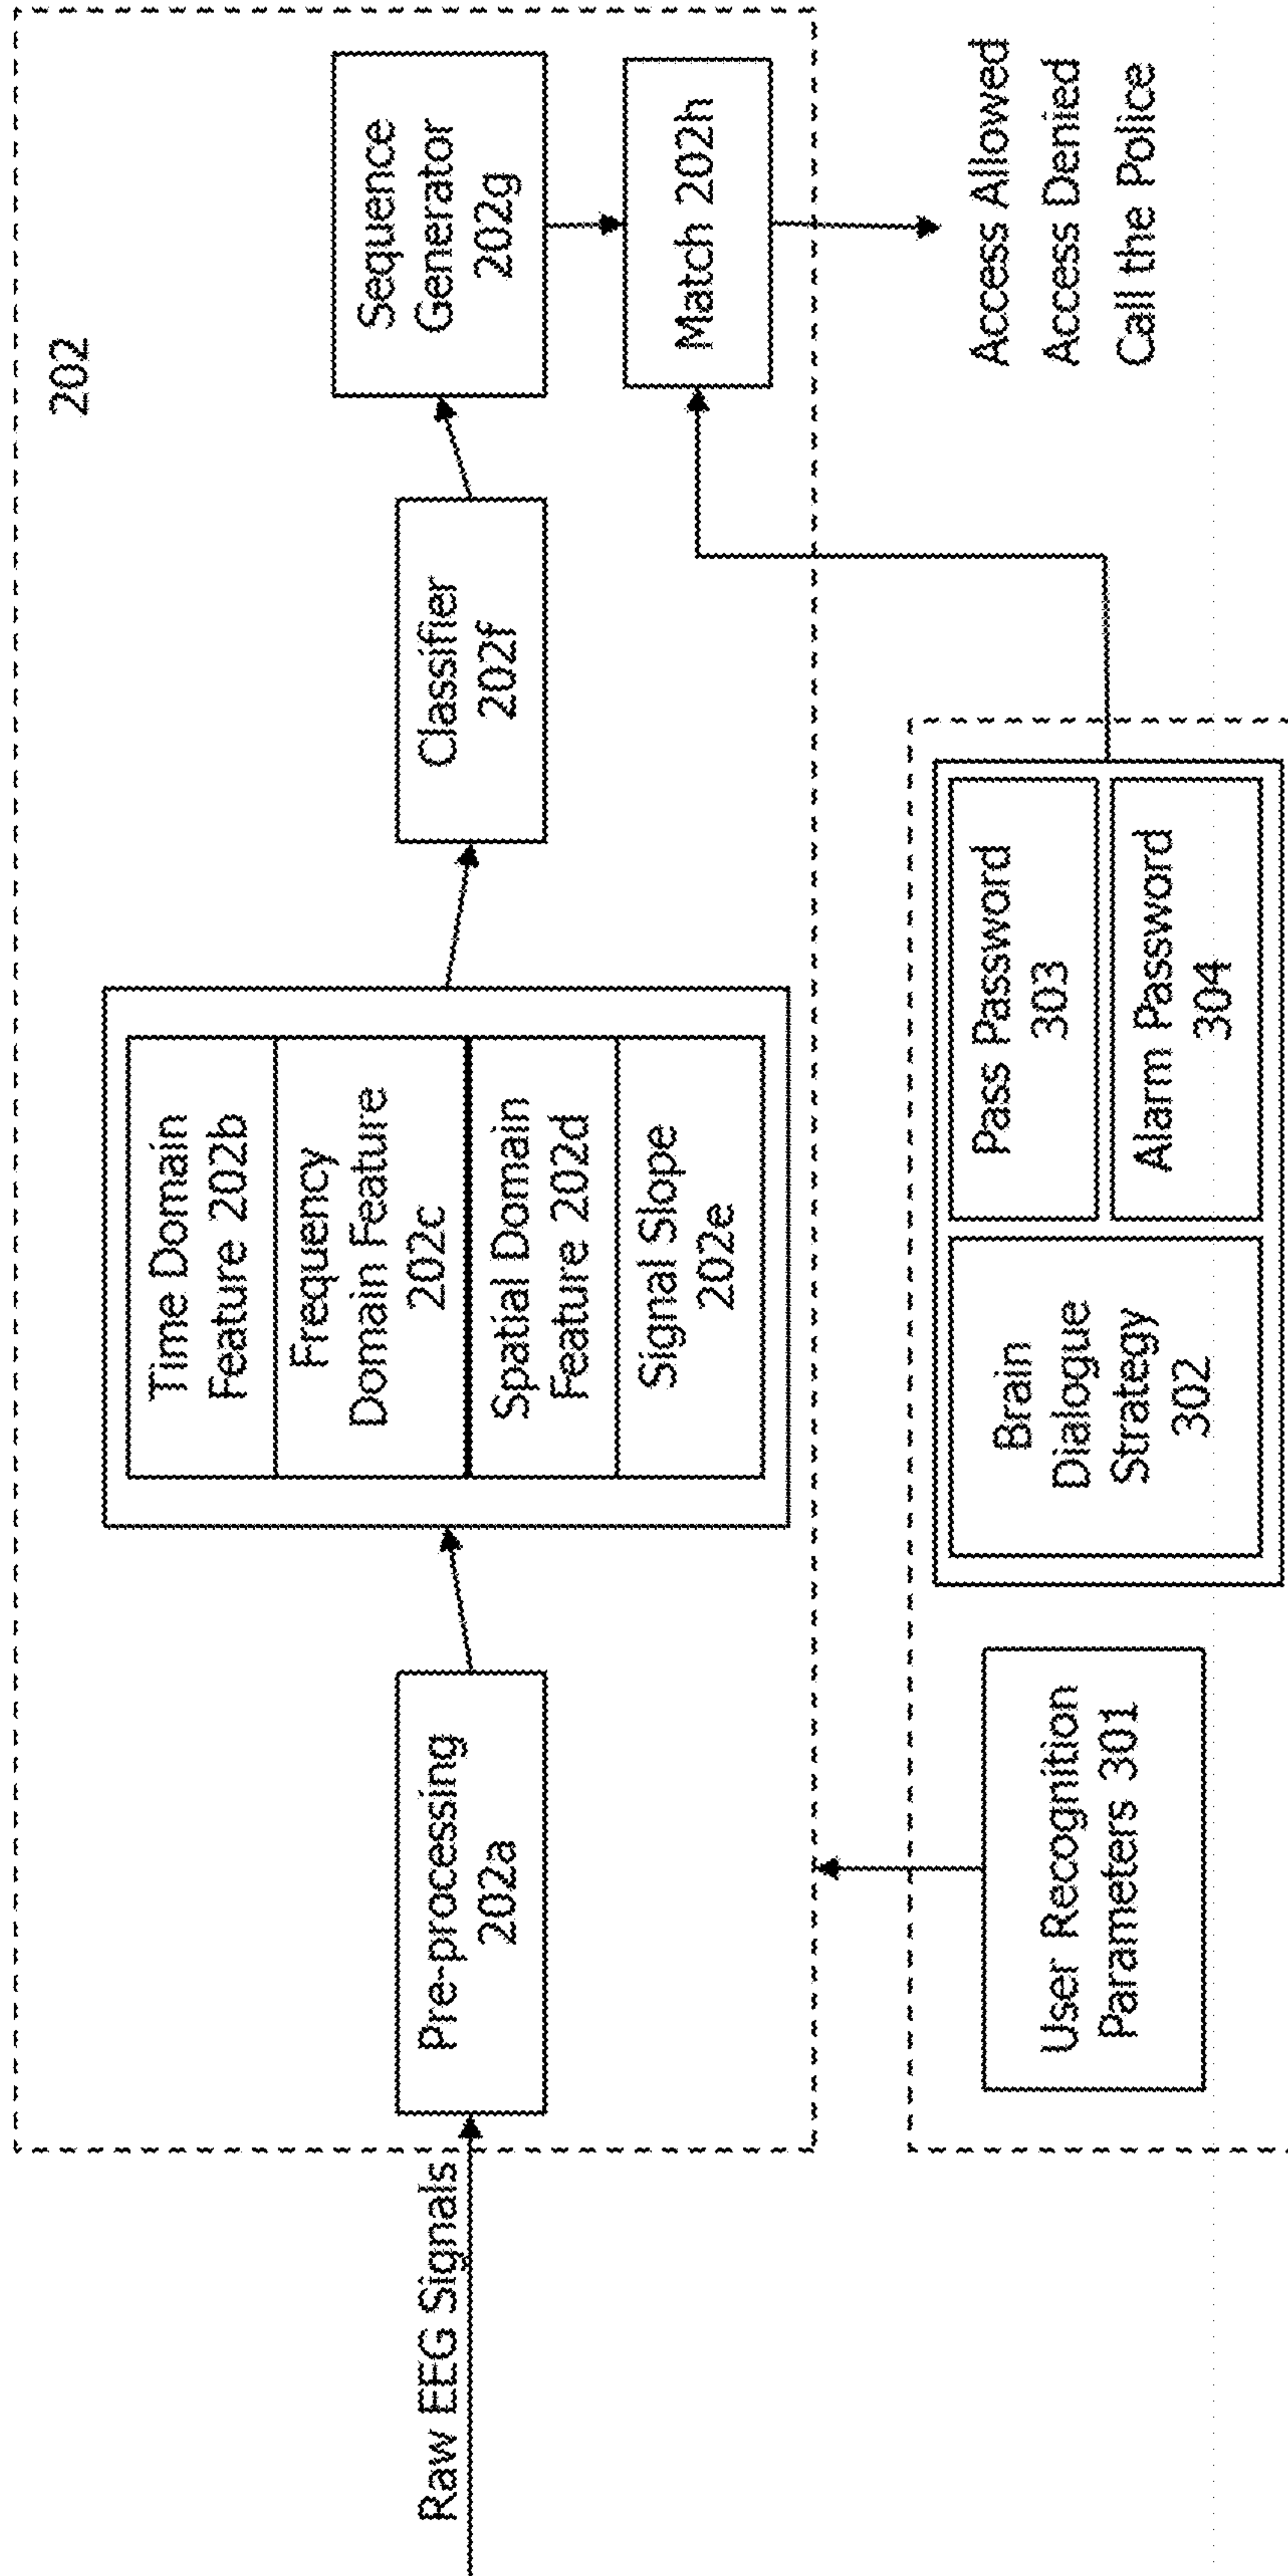 202
Raw EEG Signals
Pre-processing
202a
Time Domain
Feature 202b
Frequency
Domain Feature
202c
Spatial Domain
Feature 202d
Signal Slope
202e
Classifier
202f
Sequence
Generator
202g
Match 202h
User Recognition
Parameters 301
Brain
Dialogue
Strategy
302
Pass Password
303
Alarm Password
304
Access Allowed
Access Denied
Call the Police